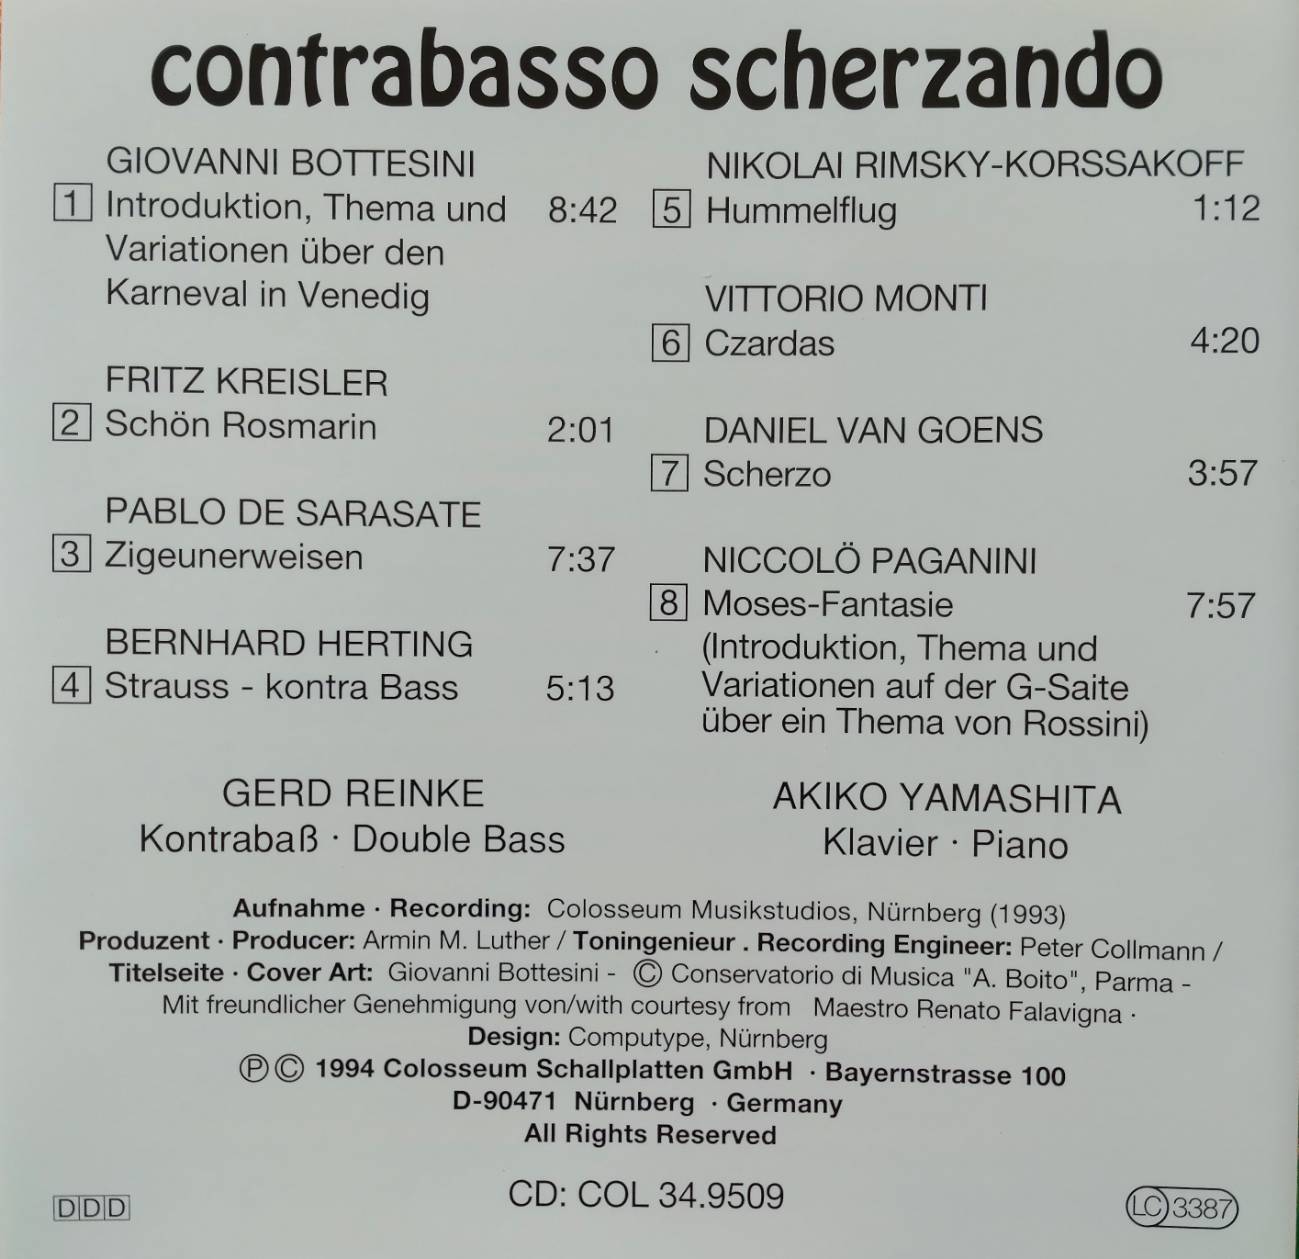 contrabasso scherzando
GIOVANNI BOTTESINI
1 Introduktion, Thema und 8:42
Variationen über den
Karneval in Venedig
FRITZ KREISLER
2 Schön Rosmarin 2:01
PABLO DE SARASATE
3 Zigeunerweisen 7:37
BERNHARD HERTING
4 Strauss - kontra Bass 5:13
NIKOLAI RIMSKY-KORSSAKOFF
5 Hummelflug 1:12
VITTORIO MONTI
6 Czardas 4:20
DANIEL VAN GOENS
7 Scherzo 3:57
NICCOLÖ PAGANINI
8 Moses-Fantasie 7:57
(Introduktion, Thema und
Variationen auf der G-Saite
über ein Thema von Rossini)
GERD REINKE
Kontrabaß · Double Bass
AKIKO YAMASHITA
Klavier · Piano
Aufnahme · Recording: Colosseum Musikstudios, Nürnberg (1993)
Produzent · Producer: Armin M. Luther / Toningenieur . Recording Engineer: Peter Collmann /
Titelseite · Cover Art: Giovanni Bottesini - © Conservatorio di Musica "A. Boito", Parma -
Mit freundlicher Genehmigung von/with courtesy from Maestro Renato Falavigna ·
Design: Computype, Nürnberg
℗© 1994 Colosseum Schallplatten GmbH · Bayernstrasse 100
D-90471 Nürnberg · Germany
All Rights Reserved
CD: COL 34.9509
DDD
LC 3387